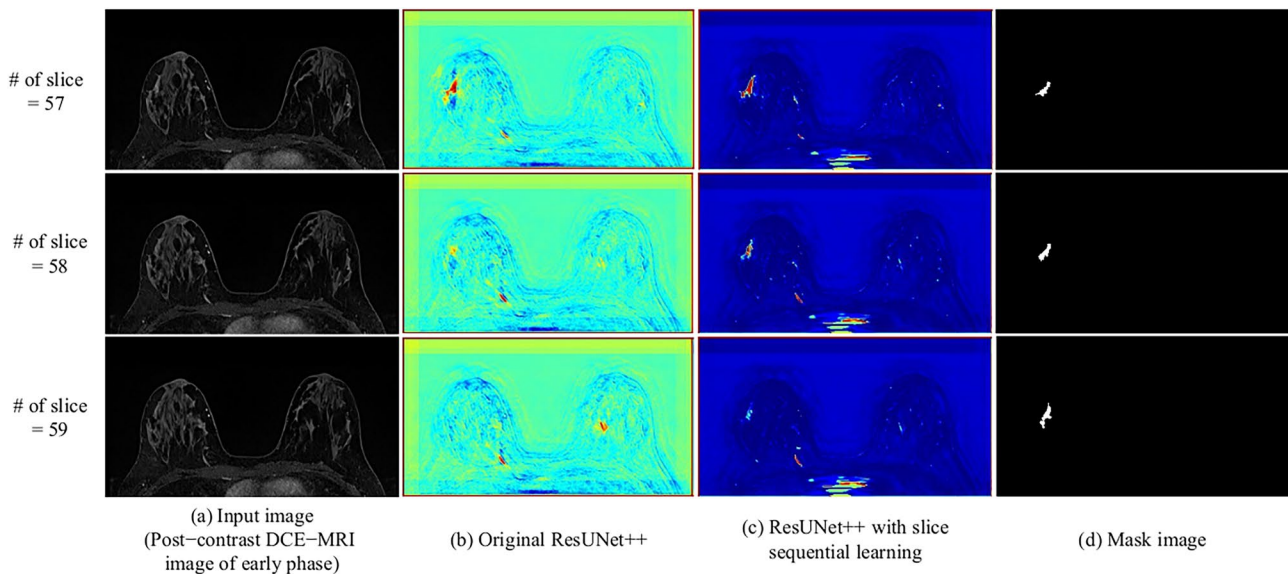 # of slice
= 57
# of slice
= 58
# of slice
= 59
(a) Input image
(Post−contrast DCE−MRI
image of early phase)
(b) Original ResUNet++
(c) ResUNet++ with slice
sequential learning
(d) Mask image